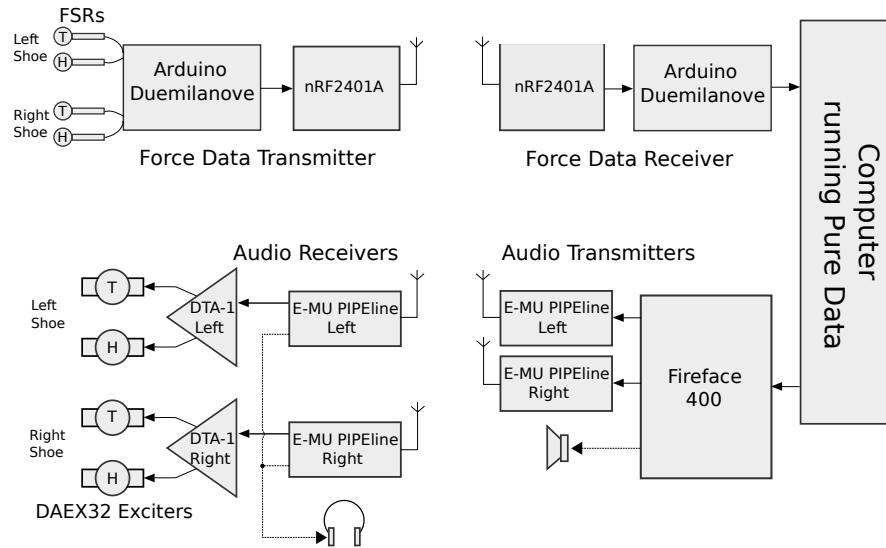 FSRs
Left
Shoe
T
H
Right
Shoe
T
H
Arduino
Duemilanove
nRF2401A
Force Data Transmitter
nRF2401A
Arduino
Duemilanove
Force Data Receiver
Computer
running Pure Data
Audio Receivers
Left
Shoe
T
H
DTA-1
Left
E-MU PIPEline
Left
Right
Shoe
T
H
DTA-1
Right
E-MU PIPEline
Right
DAEX32 Exciters
Audio Transmitters
E-MU PIPEline
Left
E-MU PIPEline
Right
Fireface
400